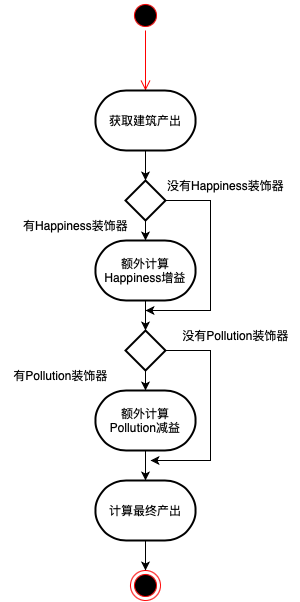 获取建筑产出
没有Happiness装饰器
有Happiness装饰器
额外计算
Happiness增益
没有Pollution装饰器
有Pollution装饰器
额外计算
Pollution减益
计算最终产出